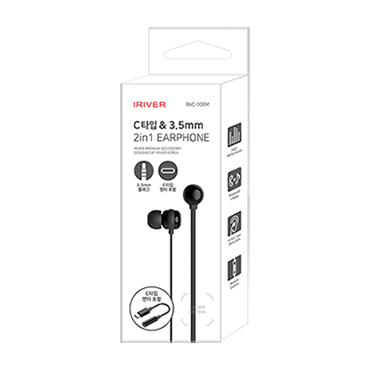 IRIVER
BVC-10EM
C타입 & 3.5mm
2in1 EARPHONE
IRIVER PREMIUM ACCESSORY
DESIGNED BY IRIVER KOREA
3.5mm
플러그
C타입
젠더 포함
C타입
젠더 포함